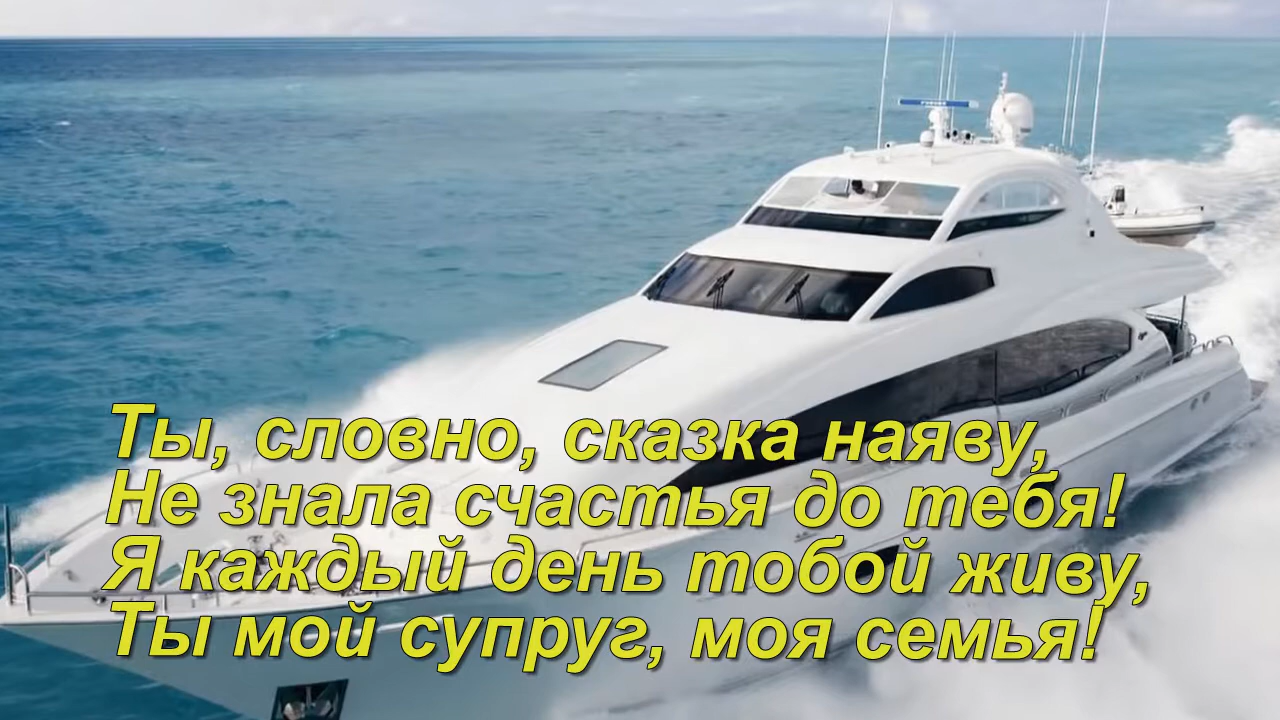 Ты, словно, сказка наяву,
Не знала счастья до тебя!
Я каждый день тобой живу,
Ты мой супруг, моя семья!